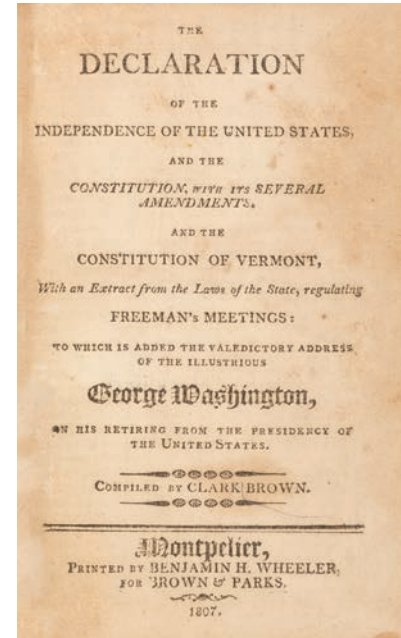 THE
DECLARATION
OF THE
INDEPENDENCE OF THE UNITED STATES,
AND THE
CONSTITUTION, WITH ITS SEVERAL
AMENDMENTS.
AND THE
CONSTITUTION OF VERMONT,
With an Extract from the Laws of the State, regulating
FREEMAN's MEETINGS:
TO WHICH IS ADDED THE VALEDICTORY ADDRESS
OF THE ILLUSTRIOUS
George Washington,
ON HIS RETIRING FROM THE PRESIDENCY OF
THE UNITED STATES.
COMPILED BY CLARK BROWN.
Montpelier,
PRINTED BY BENJAMIN H. WHEELER,
FOR BROWN & PARKS.
1807.